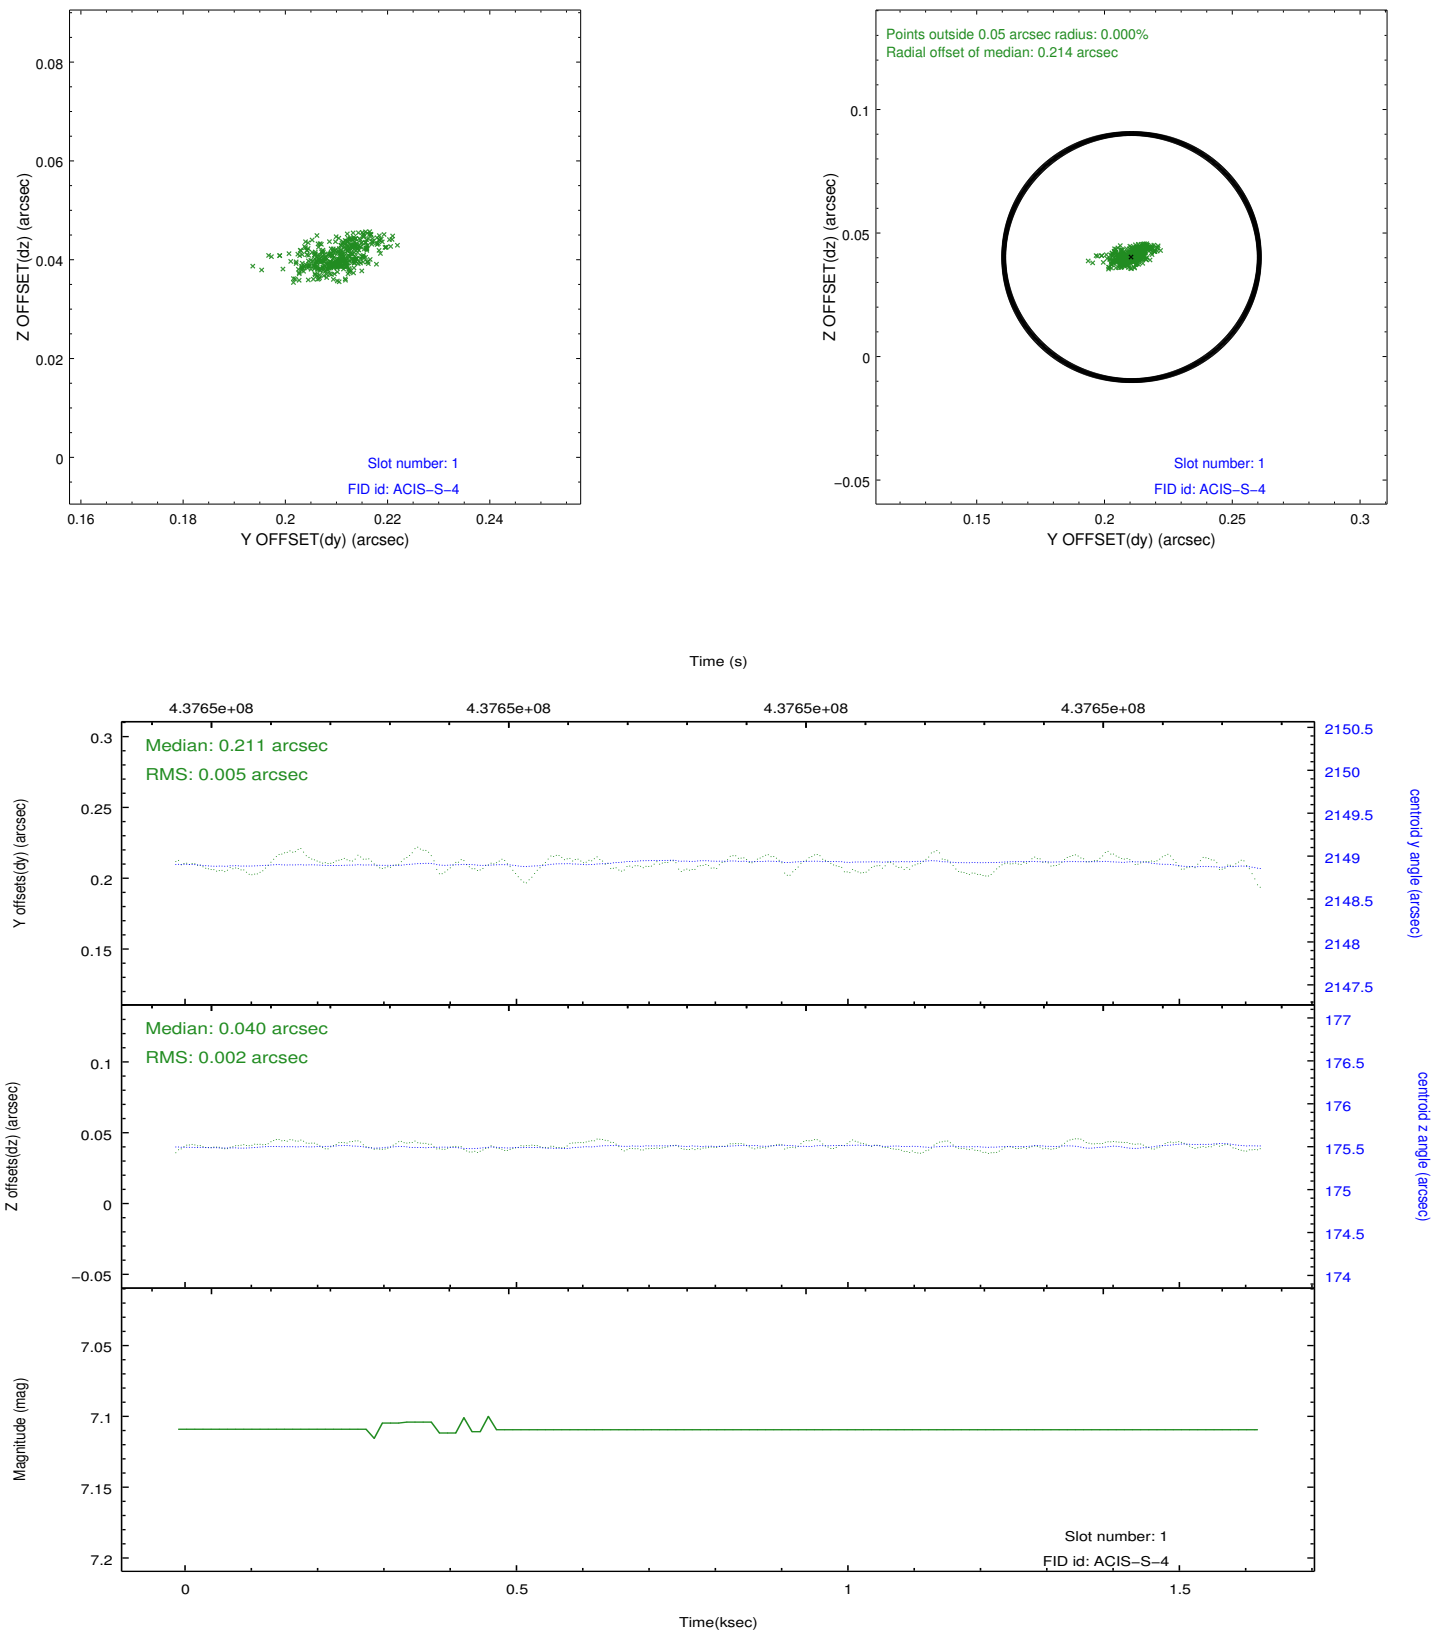 0.08
0.06
0.04
0.02
0
Z OFFSET(dz) (arcsec)
Slot number: 1
FID id: ACIS−S−4
0.16 0.18 0.2 0.22 0.24
Y OFFSET(dy) (arcsec)
Points outside 0.05 arcsec radius: 0.000%
Radial offset of median: 0.214 arcsec
0.1
0.05
0
−0.05
Z OFFSET(dz) (arcsec)
Slot number: 1
FID id: ACIS−S−4
0.15 0.2 0.25 0.3
Y OFFSET(dy) (arcsec)
Time (s)
4.3765e+08 4.3765e+08 4.3765e+08 4.3765e+08
Median: 0.211 arcsec
RMS: 0.005 arcsec
0.3
0.25
0.2
0.15
Y offsets(dy) (arcsec)
2150.5
2150
2149.5
2149
2148.5
2148
2147.5
centroid y angle (arcsec)
Median: 0.040 arcsec
RMS: 0.002 arcsec
0.1
0.05
0
−0.05
Z offsets(dz) (arcsec)
177
176.5
176
175.5
175
174.5
174
centroid z angle (arcsec)
7.05
7.1
7.15
7.2
Magnitude (mag)
Slot number: 1
FID id: ACIS−S−4
0 0.5 1 1.5
Time(ksec)